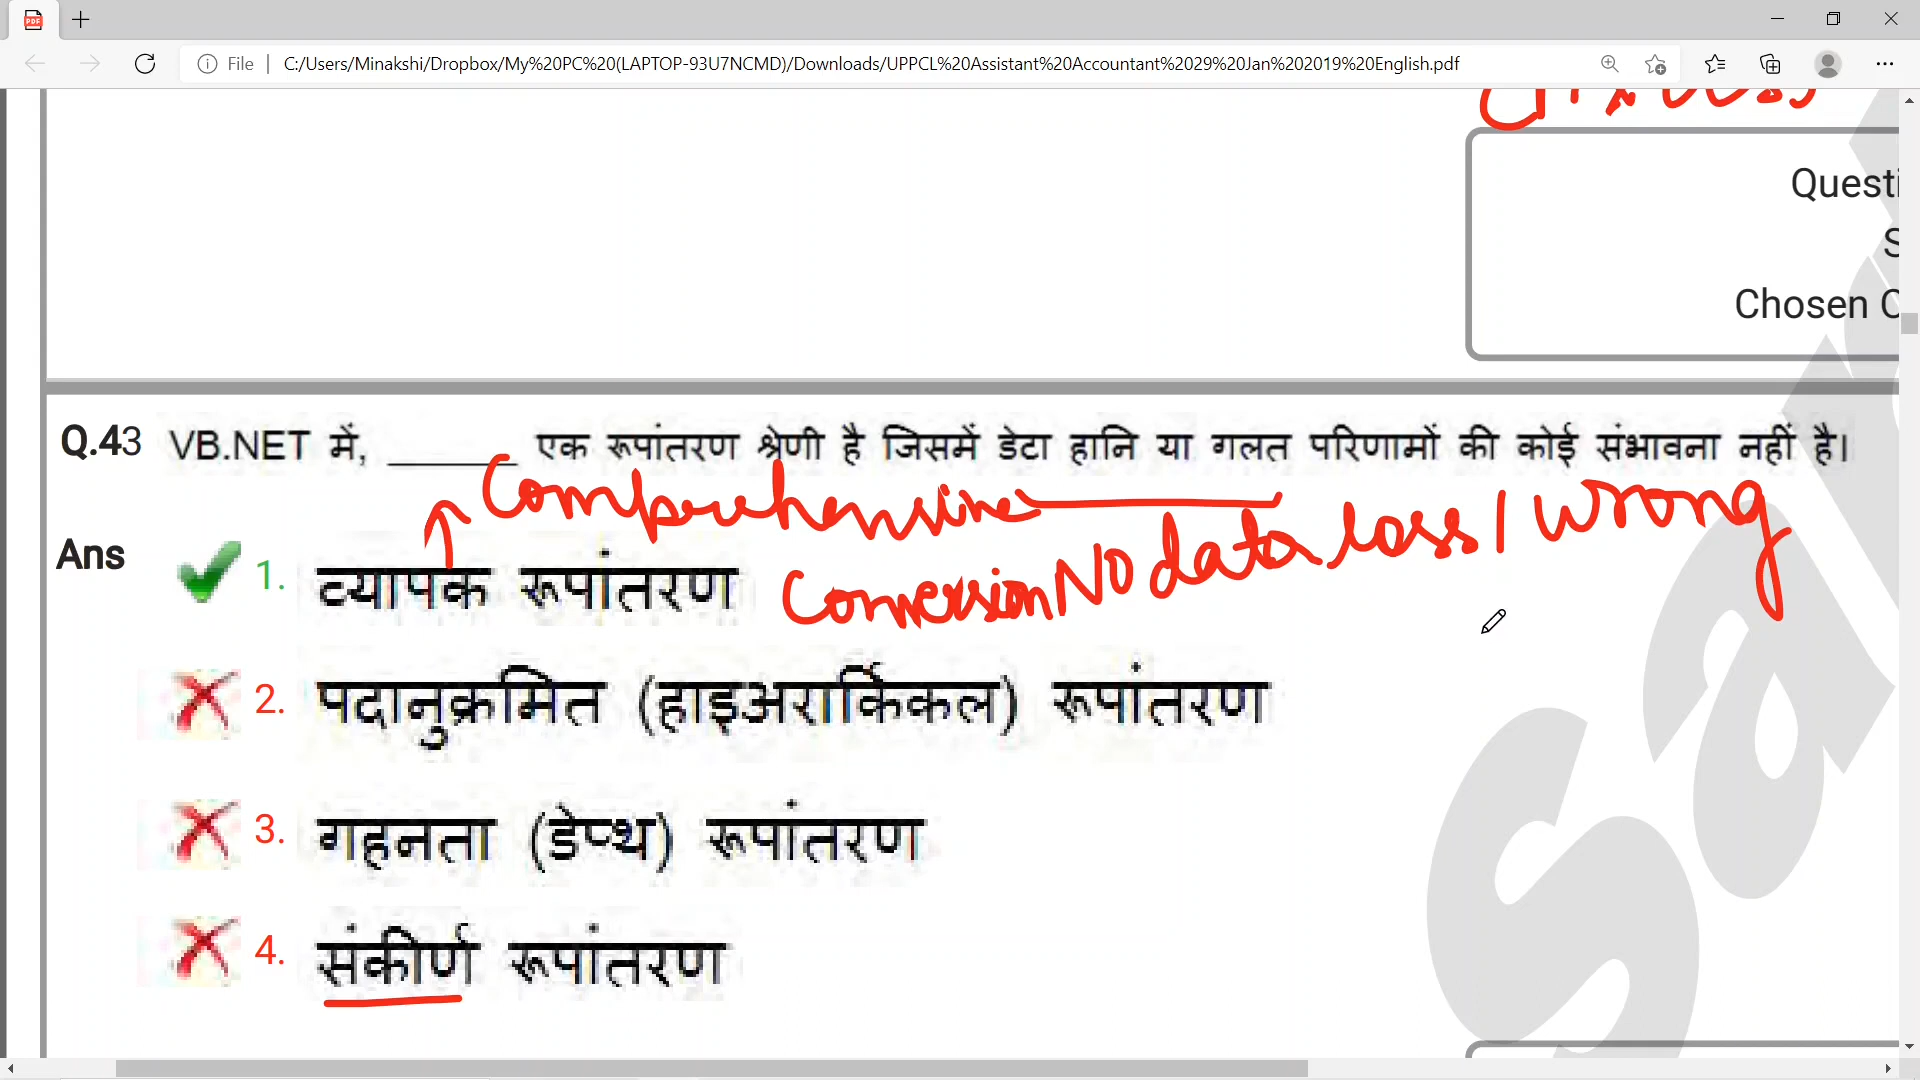 File | C:/Users/Minakshi/Dropbox/My%20PC%20(LAPTOP-93U7NCMD)/Downloads/UPPCL%20Assistant%20Accountant%2029%20Jan%202019%20English.pdf
Questi
S
Chosen O
Q.43 VB.NET में, ______ एक रूपांतरण श्रेणी है जिसमें डेटा हानि या गलत परिणामों की कोई संभावना नहीं है।
Comprehensive
Conversion No data loss / wrong
Ans 1. व्यापक रूपांतरण
2. पदानुक्रमित (हाइअरार्किकल) रूपांतरण
3. गहनता (डेप्थ) रूपांतरण
4. संकीर्ण रूपांतरण